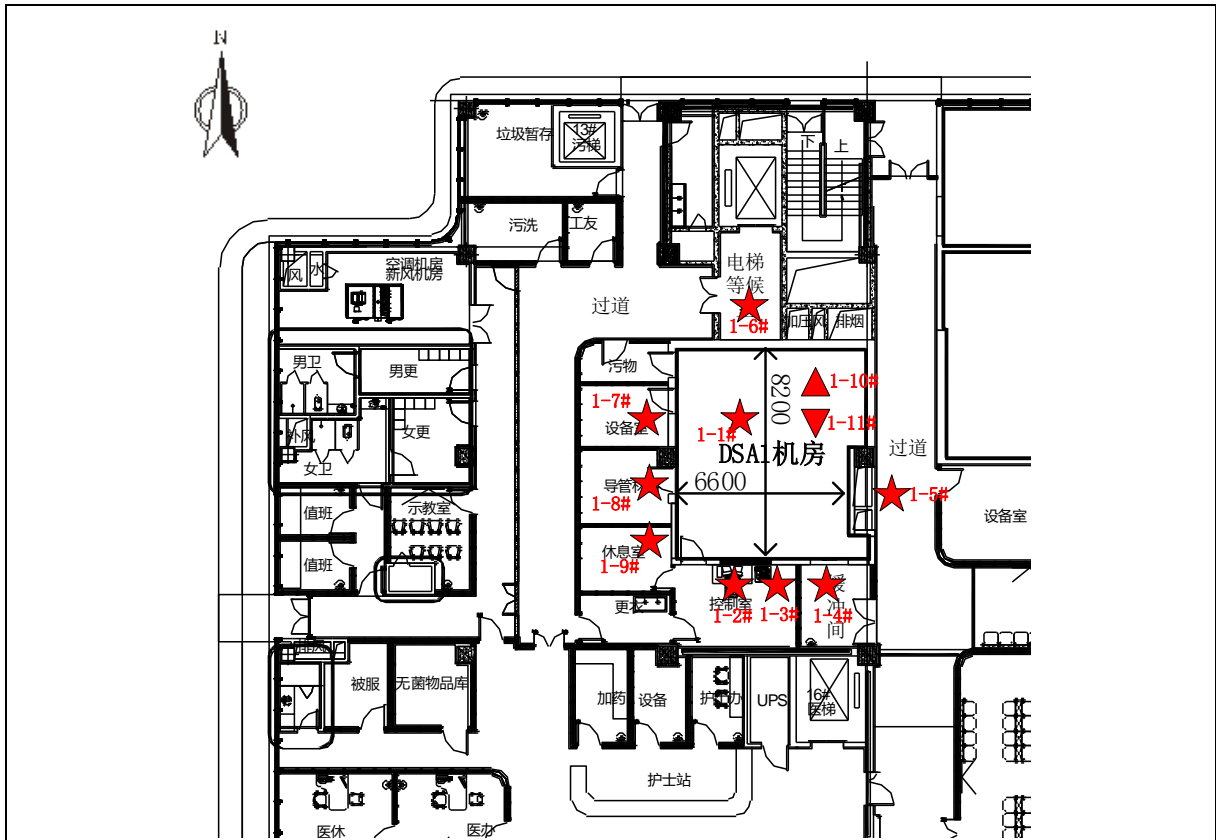 N
垃圾暂存
13#
污梯
下
上
污洗
工友
空调机房
新风机房
风
水
过道
电梯
等候
1-6#
加压
风
排烟
男卫
男更
污物
8200
1-10#
1-7#
设备室
1-1#
1-11#
补风
女更
女卫
DSA1机房
过道
6600
导管材
1-8#
1-5#
值班
示教室
设备室
休息室
1-9#
值班
更衣
控制室
1-2#
1-3#
1-4#
缓
冲
间
排风
被服
无菌物品库
加药
设备
护士办
UPS
16#
医梯
护士站
医休
医办